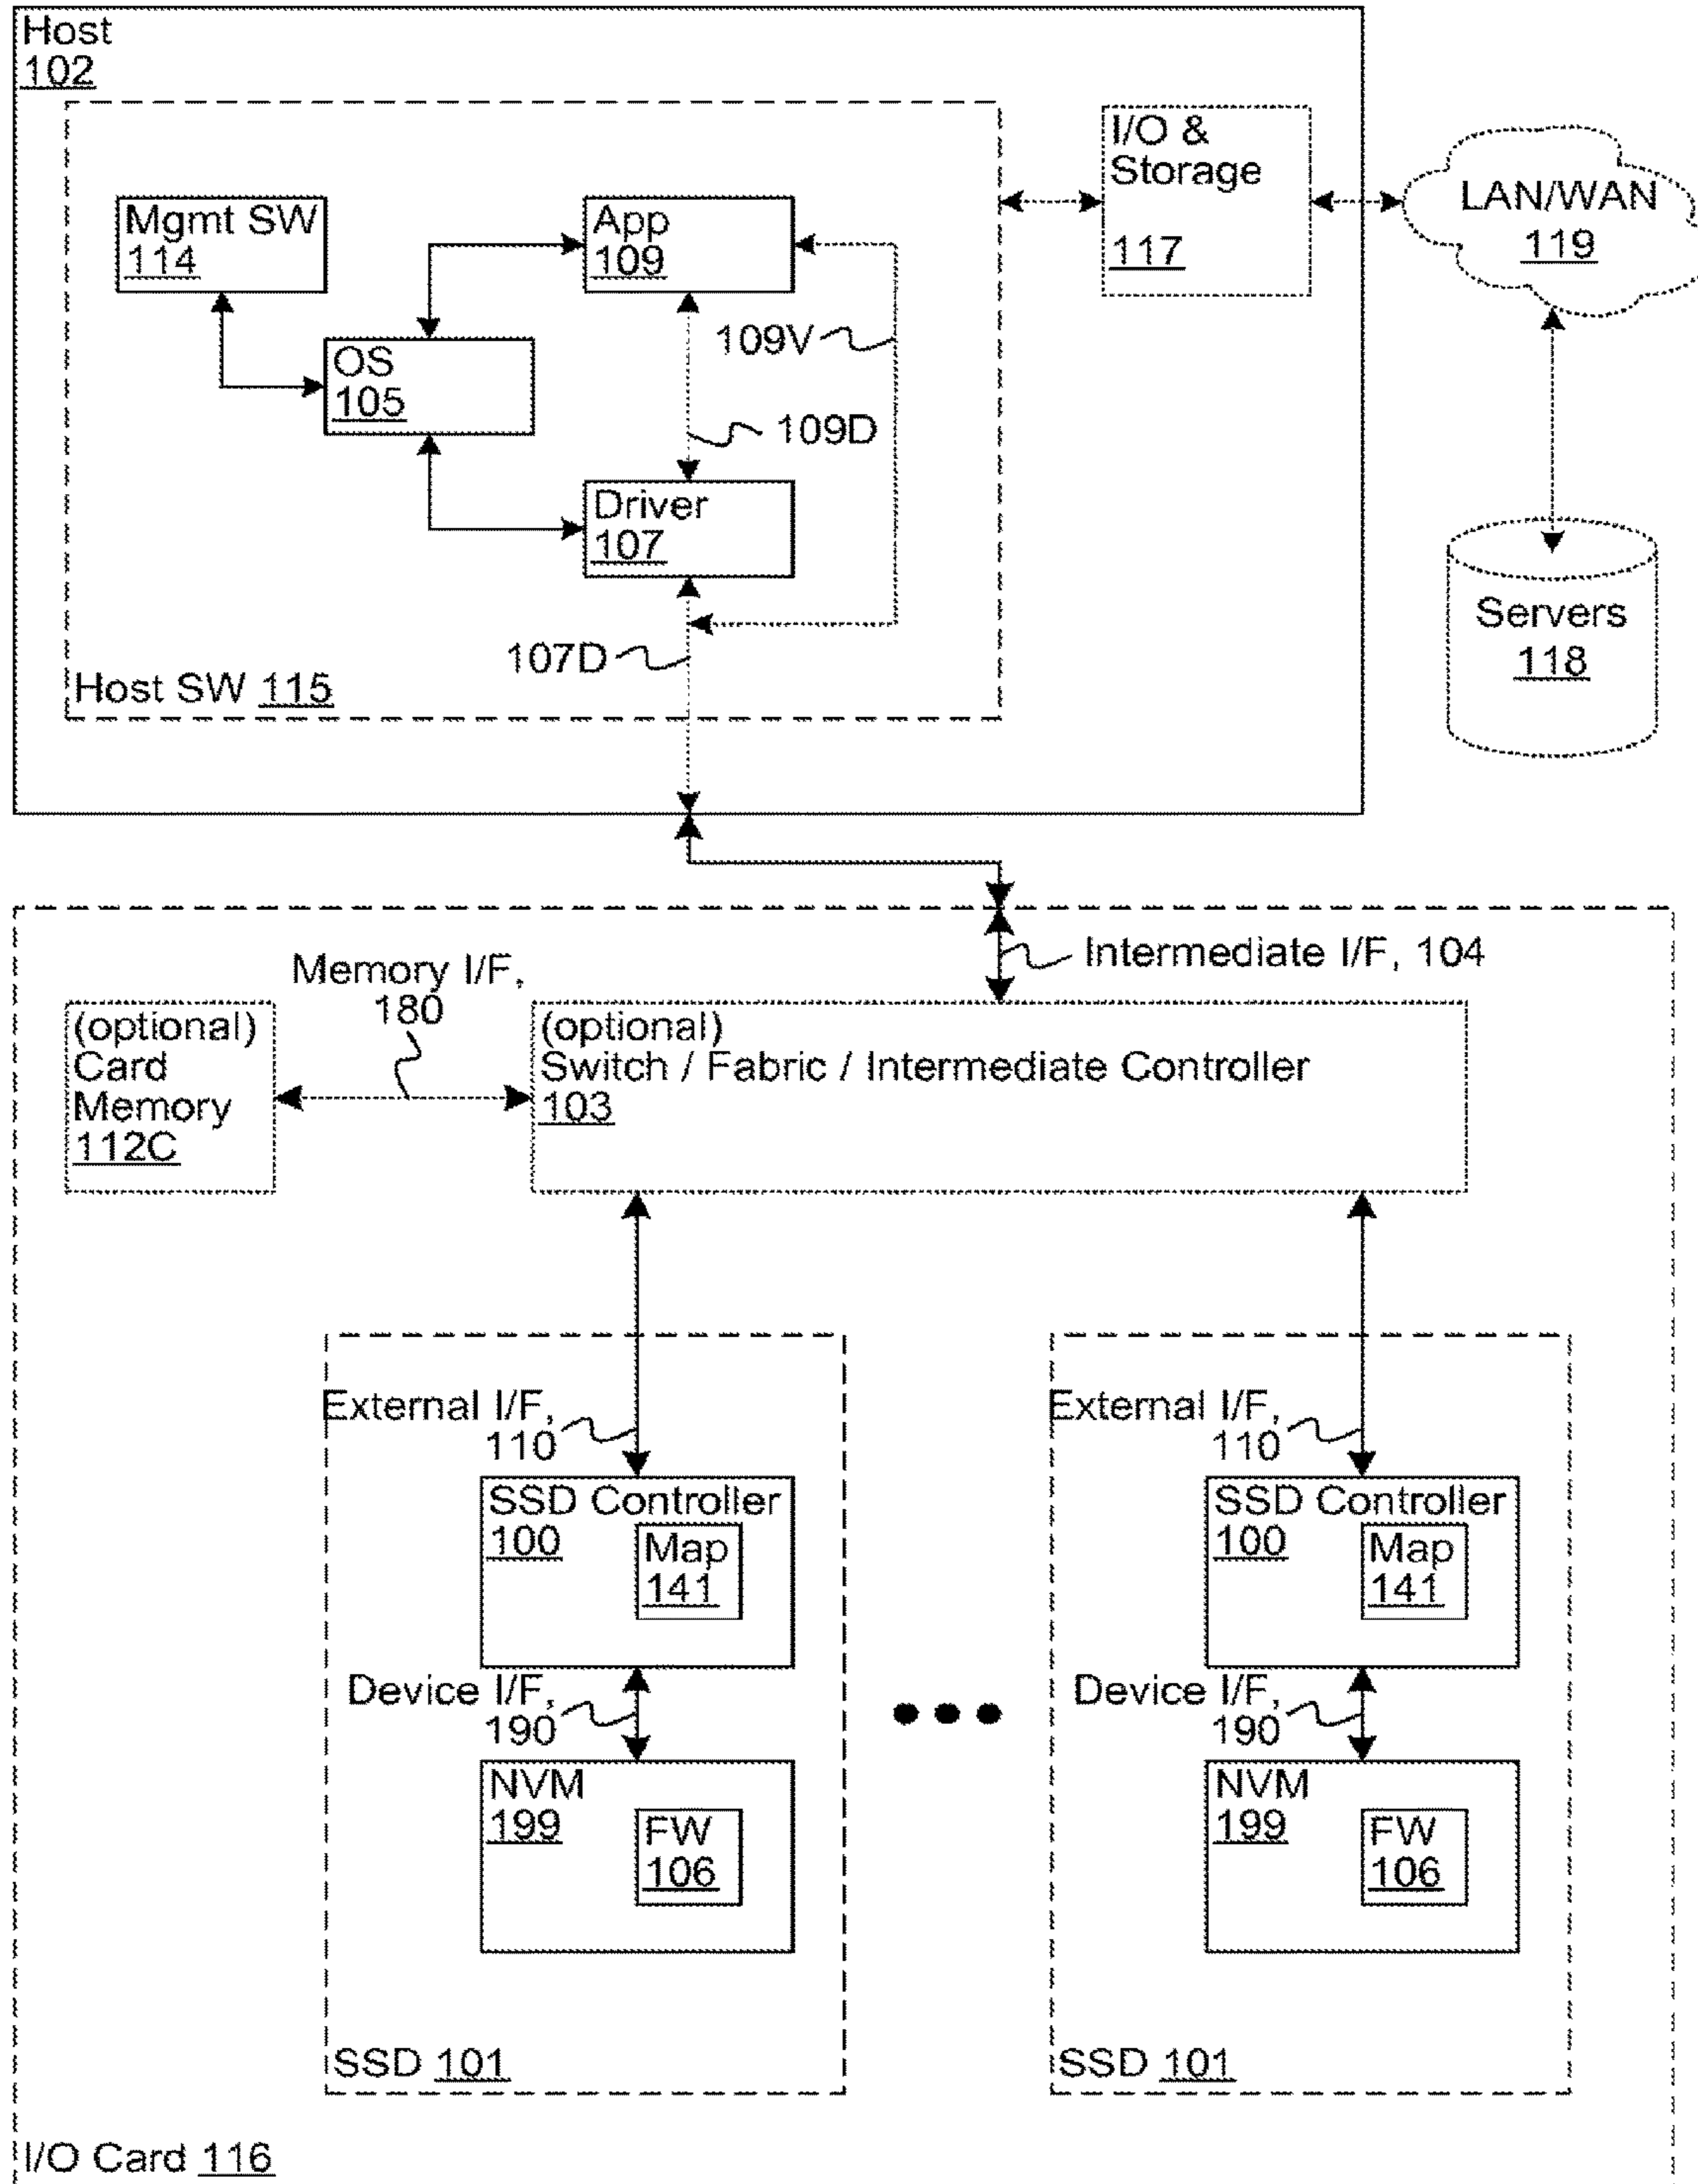 Host
102
I/O &
Storage
117
LAN/WAN
119
Mgmt SW
114
App
109
109V
OS
105
109D
Driver
107
107D
Servers
118
Host SW 115
Intermediate I/F, 104
Memory I/F,
180
(optional)
Card
Memory
112C
(optional)
Switch / Fabric / Intermediate Controller
103
External I/F,
110
SSD Controller
100
Map
141
Device I/F,
190
NVM
199
FW
106
SSD 101
External I/F,
110
SSD Controller
100
Map
141
Device I/F,
190
NVM
199
FW
106
SSD 101
I/O Card 116